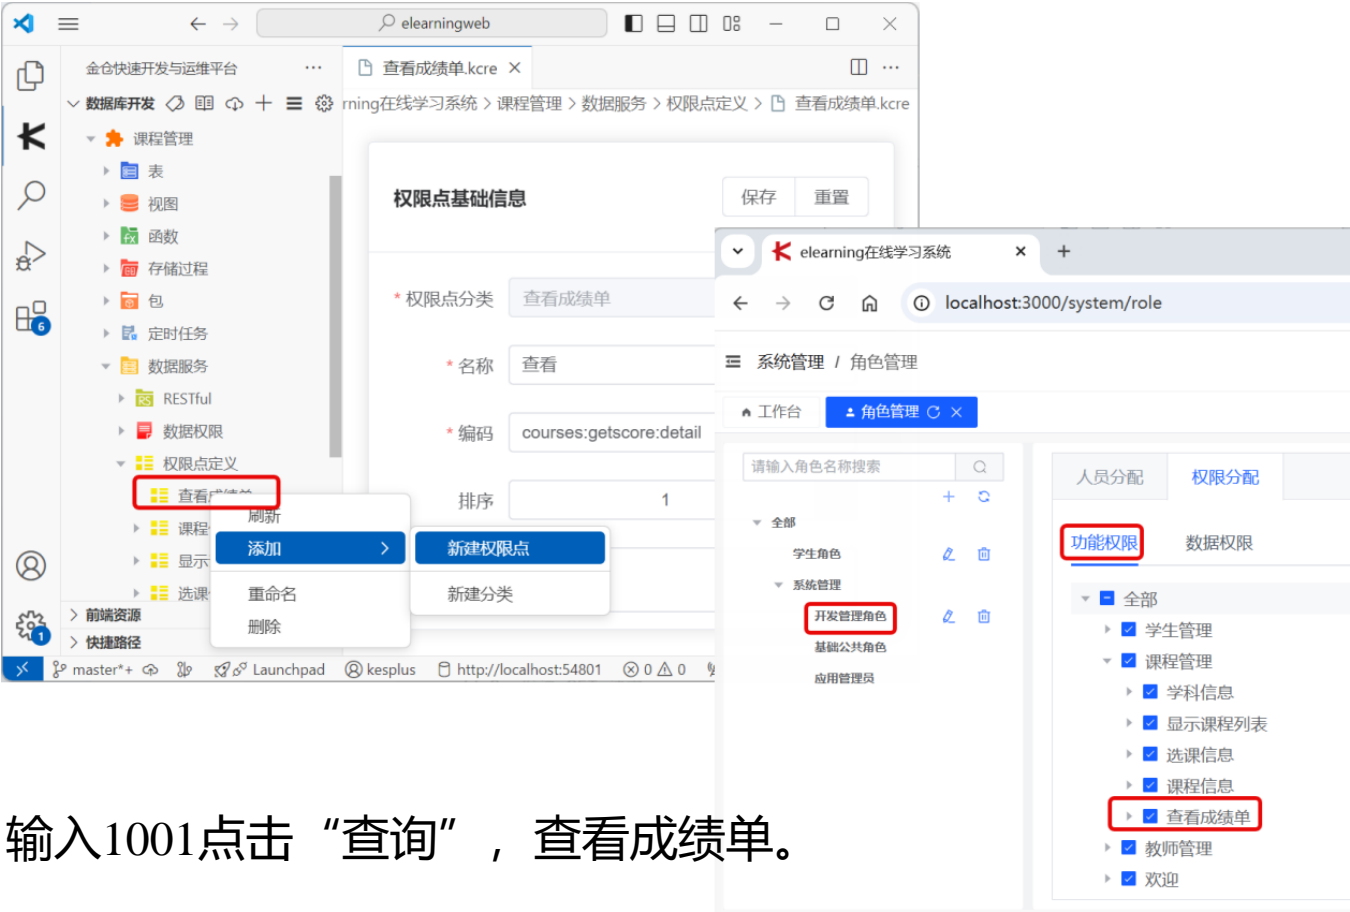 elearningweb
金仓快速开发与运维平台
查看成绩单.kcre
数据库开发
rning在线学习系统 > 课程管理 > 数据服务 > 权限点定义 > 查看成绩单.kcre
课程管理
表
视图
函数
存储过程
包
定时任务
数据服务
RESTful
数据权限
权限点定义
查看成绩单
课程
显示
选课
前端资源
快捷路径
6
1
刷新
添加
重命名
删除
新建权限点
新建分类
权限点基础信息
保存 重置
* 权限点分类 查看成绩单
* 名称 查看
* 编码 courses:getscore:detail
排序 1
master*+ Launchpad kesplus http://localhost:54801 0 0
elearning在线学习系统
localhost:3000/system/role
系统管理 / 角色管理
工作台 角色管理
请输入角色名称搜索
全部
学生角色
系统管理
开发管理角色
基础公共角色
应用管理员
人员分配 权限分配
功能权限 数据权限
全部
学生管理
课程管理
学科信息
显示课程列表
选课信息
课程信息
查看成绩单
教师管理
欢迎
输入1001点击“查询”，查看成绩单。